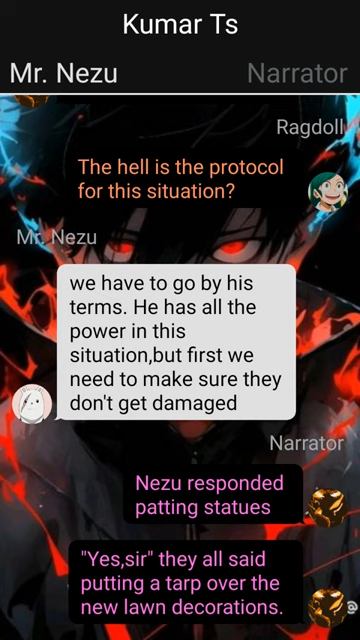 Kumar Ts
Mr. Nezu
Narrator
Ragdoll
The hell is the protocol
for this situation?
Mr. Nezu
we have to go by his
terms. He has all the
power in this
situation,but first we
need to make sure they
don't get damaged
Narrator
Nezu responded
patting statues
"Yes,sir" they all said
putting a tarp over the
new lawn decorations.
@